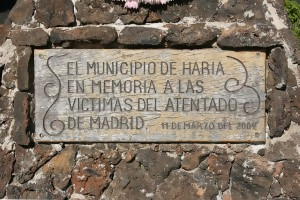 EL MUNICIPIO DE HARIA
EN MEMORIA A LAS
VICTIMAS DEL ATENTADO
DE MADRID. 11 DE MARZO DEL 2004